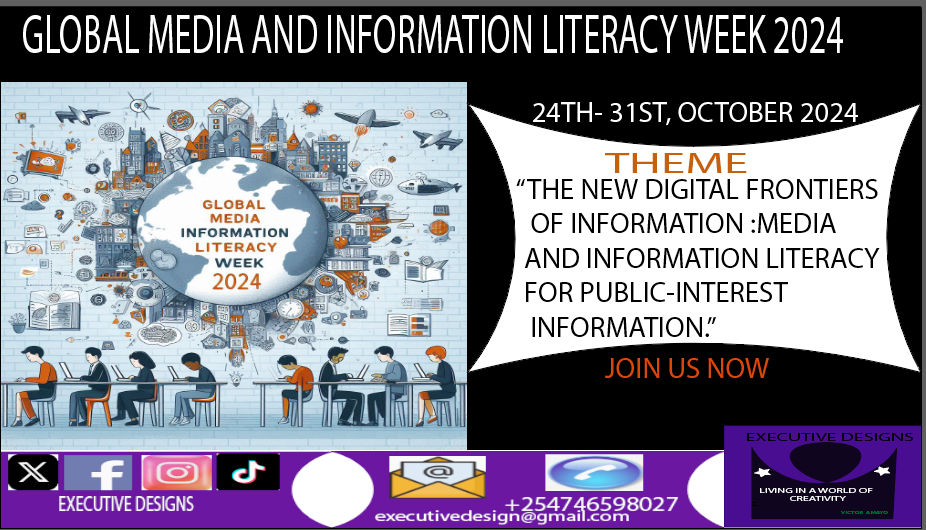 GLOBAL MEDIA AND INFORMATION LITERACY WEEK 2024
GLOBAL
MEDIA
INFORMATION
LITERACY
WEEK
2024
24TH- 31ST, OCTOBER 2024
THEME
“THE NEW DIGITAL FRONTIERS
OF INFORMATION :MEDIA
AND INFORMATION LITERACY
FOR PUBLIC-INTEREST
INFORMATION.”
JOIN US NOW
EXECUTIVE DESIGNS
+254746598027
executivedesign@gmail.com
EXECUTIVE DESIGNS
LIVING IN A WORLD OF
CREATIVITY
VICTOR AMAYO